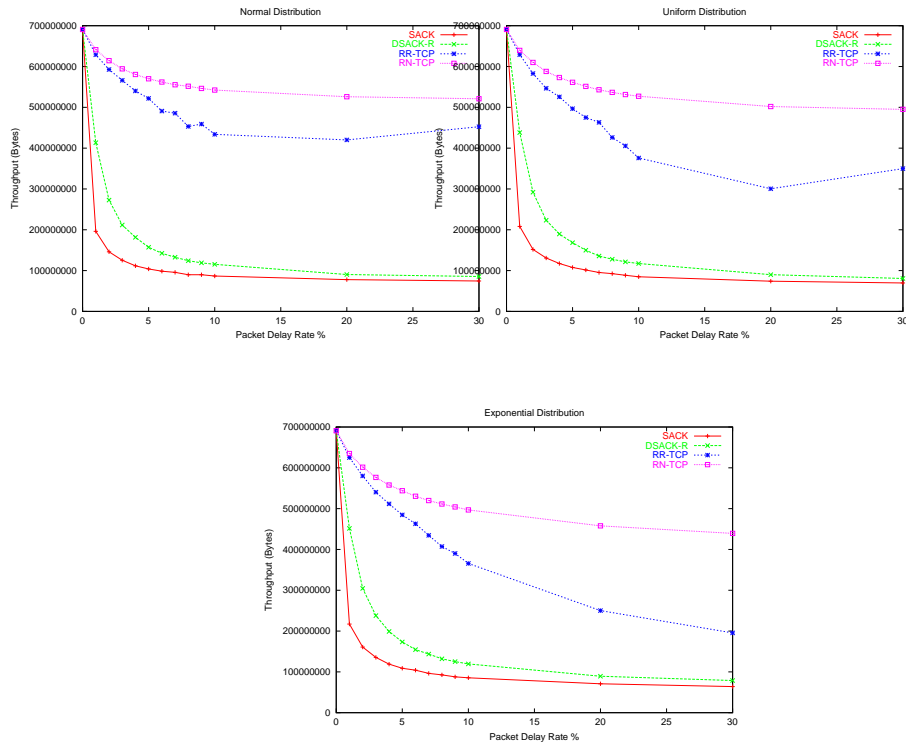 Normal Distribution
700000000
600000000
500000000
400000000
300000000
200000000
100000000
0
0
5
10
15
20
25
30
Throughput (Bytes)
Packet Delay Rate %
SACK
DSACK-R
RR-TCP
RN-TCP
Uniform Distribution
700000000
600000000
500000000
400000000
300000000
200000000
100000000
0
0
5
10
15
20
25
30
Throughput (Bytes)
Packet Delay Rate %
SACK
DSACK-R
RR-TCP
RN-TCP
Exponential Distribution
700000000
600000000
500000000
400000000
300000000
200000000
100000000
0
0
5
10
15
20
25
30
Throughput (Bytes)
Packet Delay Rate %
SACK
DSACK-R
RR-TCP
RN-TCP